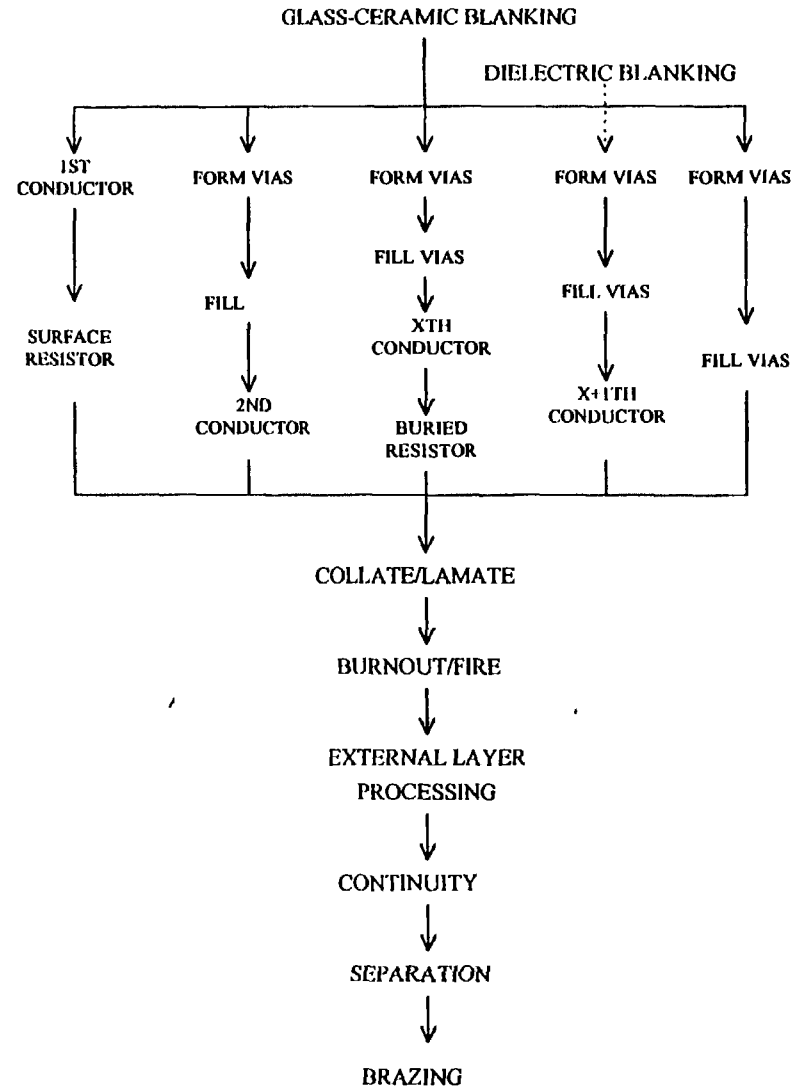 GLASS-CERAMIC BLANKING
DIELECTRIC BLANKING
1ST
CONDUCTOR
SURFACE
RESISTOR
FORM VIAS
FILL
2ND
CONDUCTOR
FORM VIAS
FILL VIAS
XTH
CONDUCTOR
BURIED
RESISTOR
FORM VIAS
FILL VIAS
X+1TH
CONDUCTOR
FORM VIAS
FILL VIAS
COLLATE/LAMATE
BURNOUT/FIRE
EXTERNAL LAYER
PROCESSING
CONTINUITY
SEPARATION
BRAZING